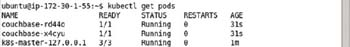 ubuntu@ip-172-30-1-55:~$ kubectl get pods
NAME READY STATUS RESTARTS AGE
couchbase-rd44c 1/1 Running 0 31s
couchbase-x4cyu 1/1 Running 0 31s
k8s-master-127.0.0.1 3/3 Running 0 1m